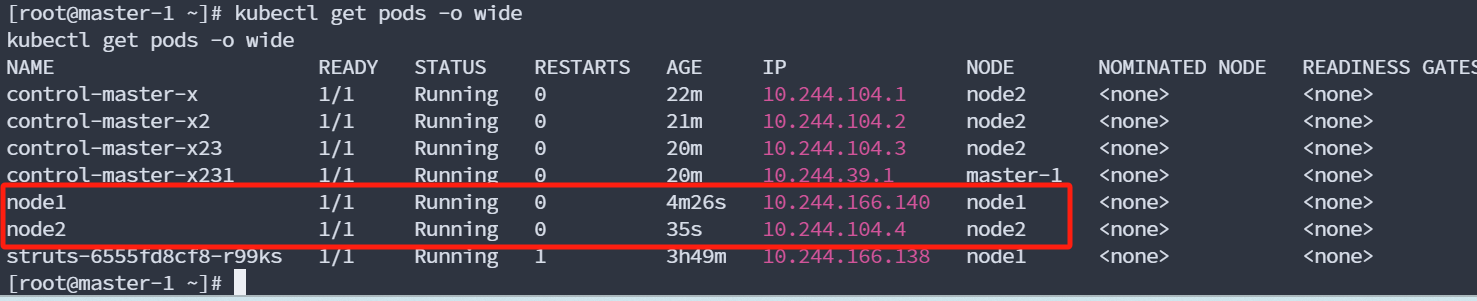 [root@master-1 ~]# kubectl get pods -o wide
kubectl get pods -o wide
NAME READY STATUS RESTARTS AGE IP NODE NOMINATED NODE READINESS GATES
control-master-x 1/1 Running 0 22m 10.244.104.1 node2 <none> <none>
control-master-x2 1/1 Running 0 21m 10.244.104.2 node2 <none> <none>
control-master-x23 1/1 Running 0 20m 10.244.104.3 node2 <none> <none>
control-master-x231 1/1 Running 0 20m 10.244.39.1 master-1 <none> <none>
node1 1/1 Running 0 4m26s 10.244.166.140 node1 <none> <none>
node2 1/1 Running 0 35s 10.244.104.4 node2 <none> <none>
struts-6555fd8cf8-r99ks 1/1 Running 1 3h49m 10.244.166.138 node1 <none> <none>
[root@master-1 ~]#